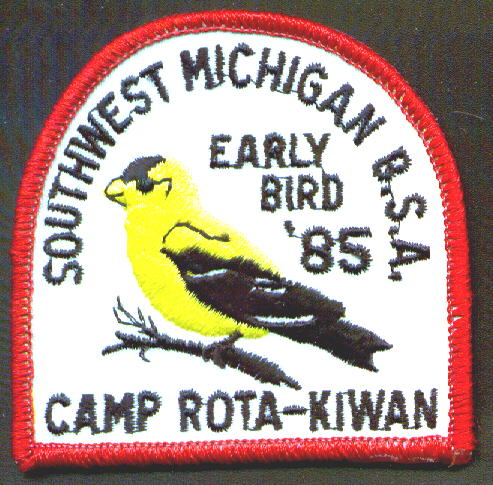 SOUTHWEST MICHIGAN B.S.A.
EARLY
BIRD
'85
CAMP ROTA-KIWAN